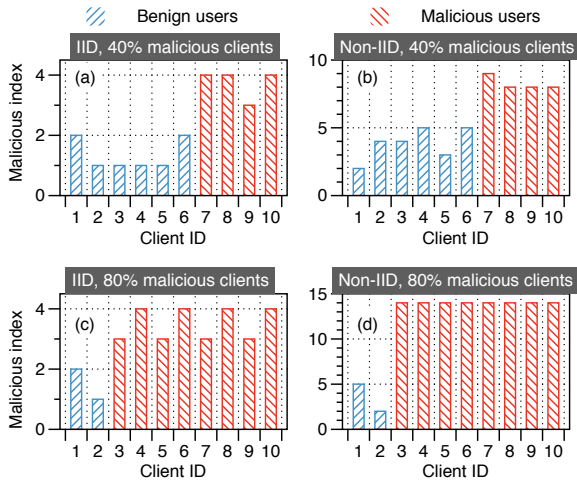 Benign users Malicious users
IID, 40% malicious clients
(a)
Malicious index
4
2
0
1 2 3 4 5 6 7 8 9 10
Client ID
Non-IID, 40% malicious clients
(b)
10
5
0
1 2 3 4 5 6 7 8 9 10
Client ID
IID, 80% malicious clients
(c)
Malicious index
4
2
0
1 2 3 4 5 6 7 8 9 10
Client ID
Non-IID, 80% malicious clients
(d)
15
10
5
0
1 2 3 4 5 6 7 8 9 10
Client ID